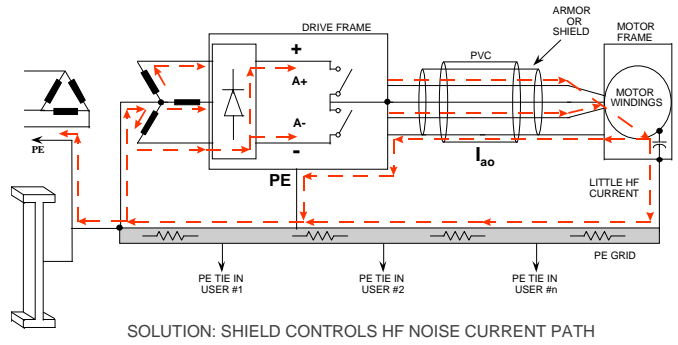 ARMOR
OR
SHIELD
DRIVE FRAME
MOTOR
FRAME
PVC
+
A+
MOTOR
WINDINGS
A-
-
PE
Iao
PE
LITTLE HF
CURRENT
PE GRID
PE TIE IN
USER #1
PE TIE IN
USER #2
PE TIE IN
USER #n
SOLUTION: SHIELD CONTROLS HF NOISE CURRENT PATH